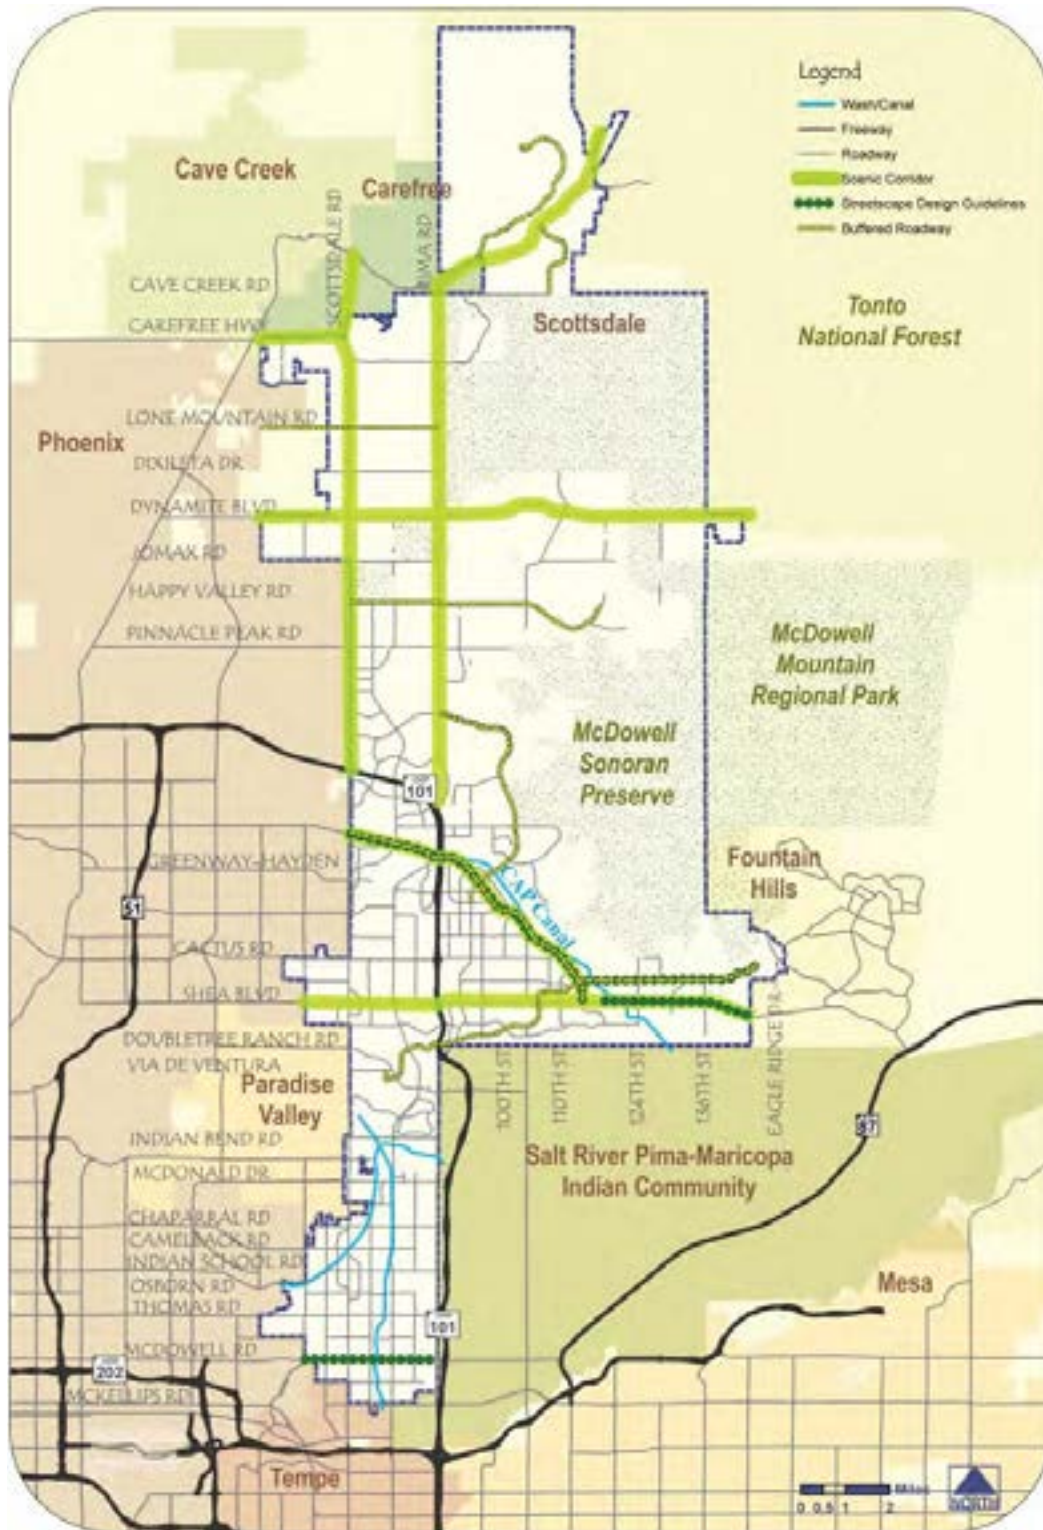 Legend
Wash/Canal
Freeway
Roadway
Scenic Corridor
Streetscape Design Guidelines
Buffered Roadway
Cave Creek
Carefree
SCOTTSDALE RD
PIMA RD
CAVE CREEK RD
CAREFREE HWY
Scottsdale
Tonto
National Forest
LONE MOUNTAIN RD
Phoenix
DIXILETA DR
DYNAMITE BLVD
JOMAX RD
HAPPY VALLEY RD
PINNACLE PEAK RD
McDowell
Mountain
Regional Park
McDowell
Sonoran
Preserve
101
GREENWAY-HAYDEN
Fountain
Hills
CAP Canal
51
CACTUS RD
SHEA BLVD
DOUBLETREE RANCH RD
VIA DE VENTURA
Paradise
Valley
100TH ST
110TH ST
124TH ST
136TH ST
EAGLE RIDGE DR
87
INDIAN BEND RD
MCDONALD DR
Salt River Pima-Maricopa
Indian Community
CHAPARRAL RD
CAMELBACK RD
INDIAN SCHOOL RD
OSBORN RD
THOMAS RD
Mesa
101
MCDOWELL RD
202
MCKELLIPS RD
Tempe
Miles
0 0.5 1 2
NORTH